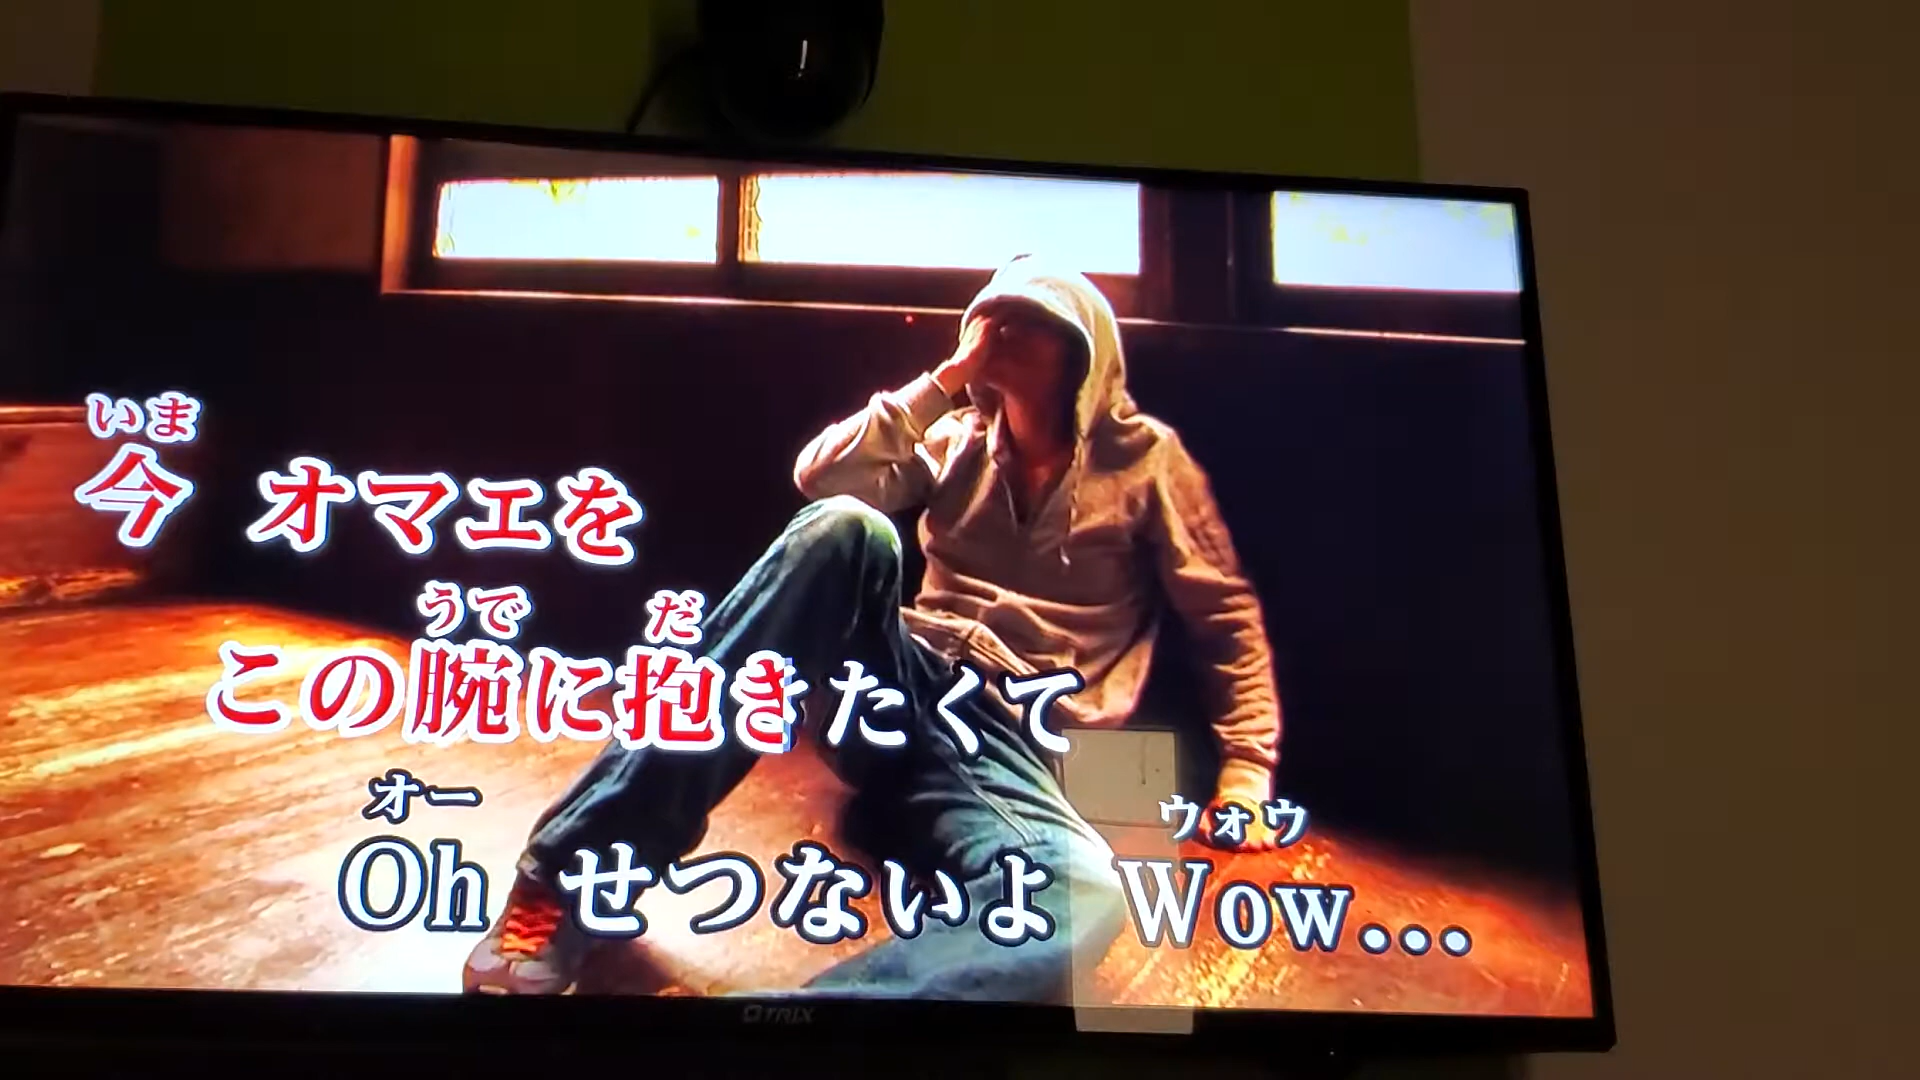 いま
今 オマエを
うで だ
この腕に抱きたくて
オー ウォウ
Oh せつないよ Wow...
QTRIX